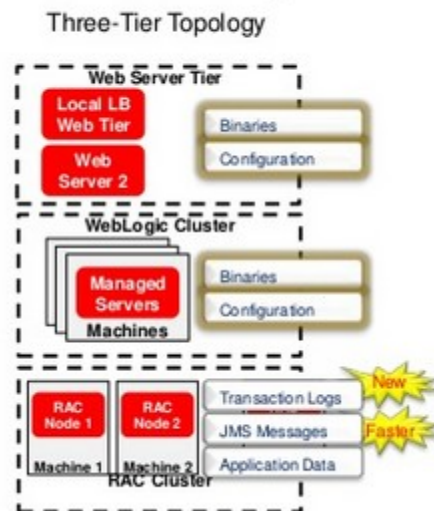 Three-Tier Topology
Web Server Tier
Local LB
Web Tier
Web
Server 2
Binaries
Configuration
WebLogic Cluster
Managed
Servers
Machines
Binaries
Configuration
RAC
Node 1
Machine 1
RAC
Node 2
Machine 2
RAC Cluster
Transaction Logs
New
JMS Messages
Faster
Application Data